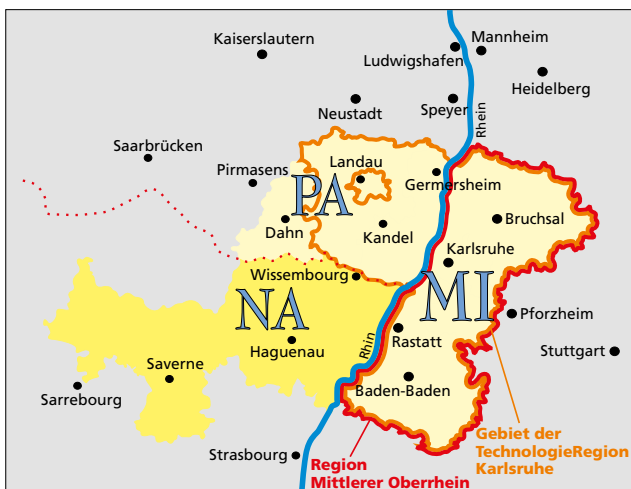 Kaiserslautern
Mannheim
Ludwigshafen
Heidelberg
Neustadt
Speyer
Rhein
Saarbrücken
Landau
Pirmasens
PA
Germersheim
Dahn
Kandel
Bruchsal
Karlsruhe
Wissembourg
NA
MI
Pforzheim
Rhin
Rastatt
Haguenau
Stuttgart
Saverne
Baden-Baden
Sarrebourg
Strasbourg
Region
Mittlerer Oberrhein
Gebiet der
TechnologieRegion
Karlsruhe